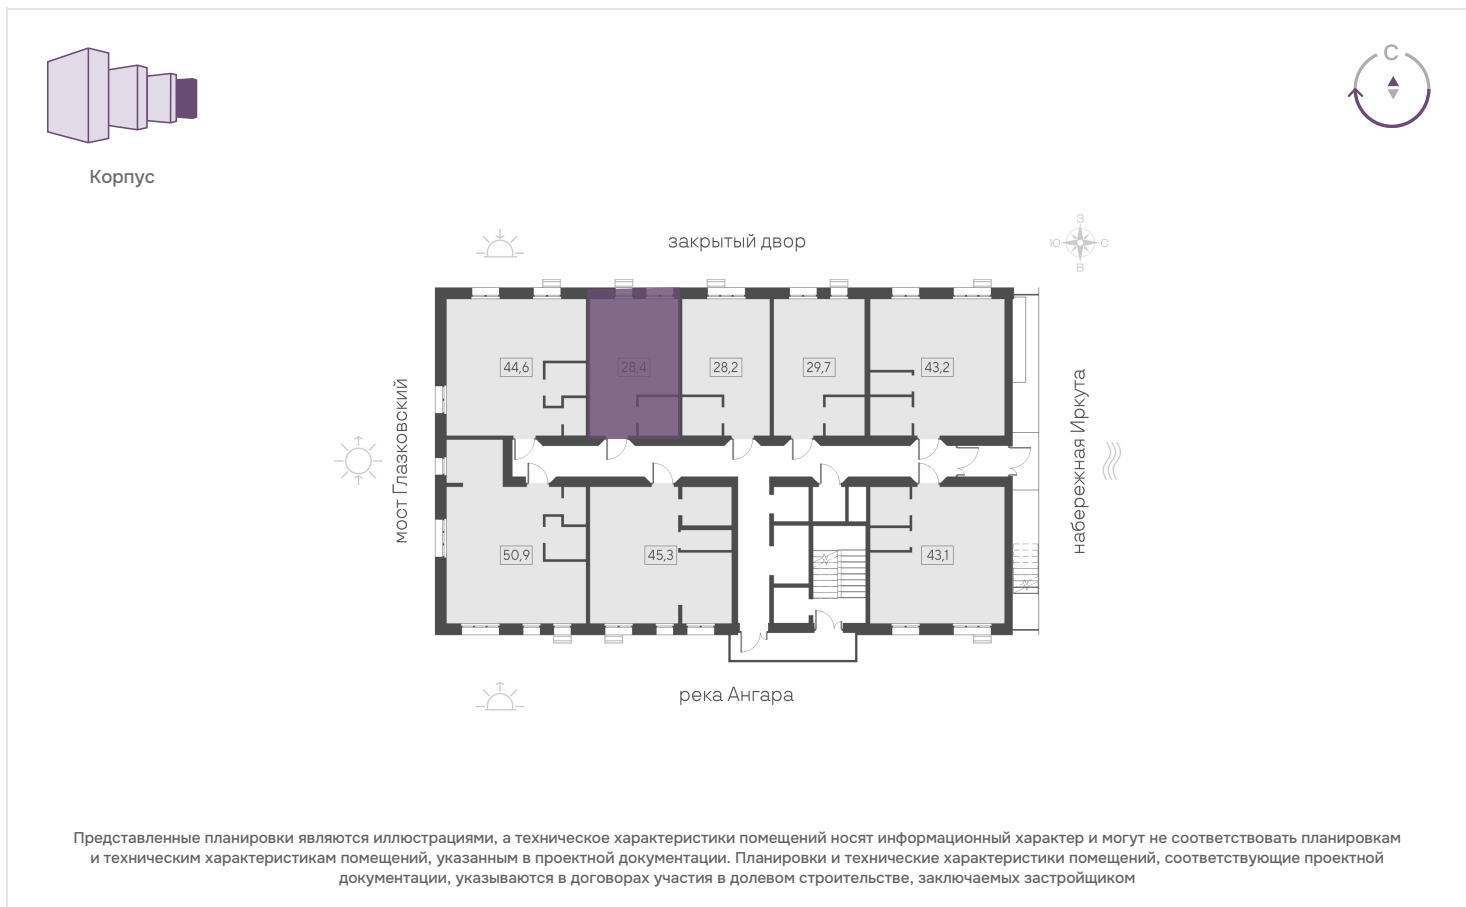 С
Корпус
закрытый двор
З
Ю
С
В
44,6
28,4
28,2
29,7
43,2
мост Глазковский
набережная Иркута
50,9
45,3
43,1
река Ангара
Представленные планировки являются иллюстрациями, а техническое характеристики помещений носят информационный характер и могут не соответствовать планировкам
и техническим характеристикам помещений, указанным в проектной документации. Планировки и технические характеристики помещений, соответствующие проектной
документации, указываются в договорах участия в долевом строительстве, заключаемых застройщиком